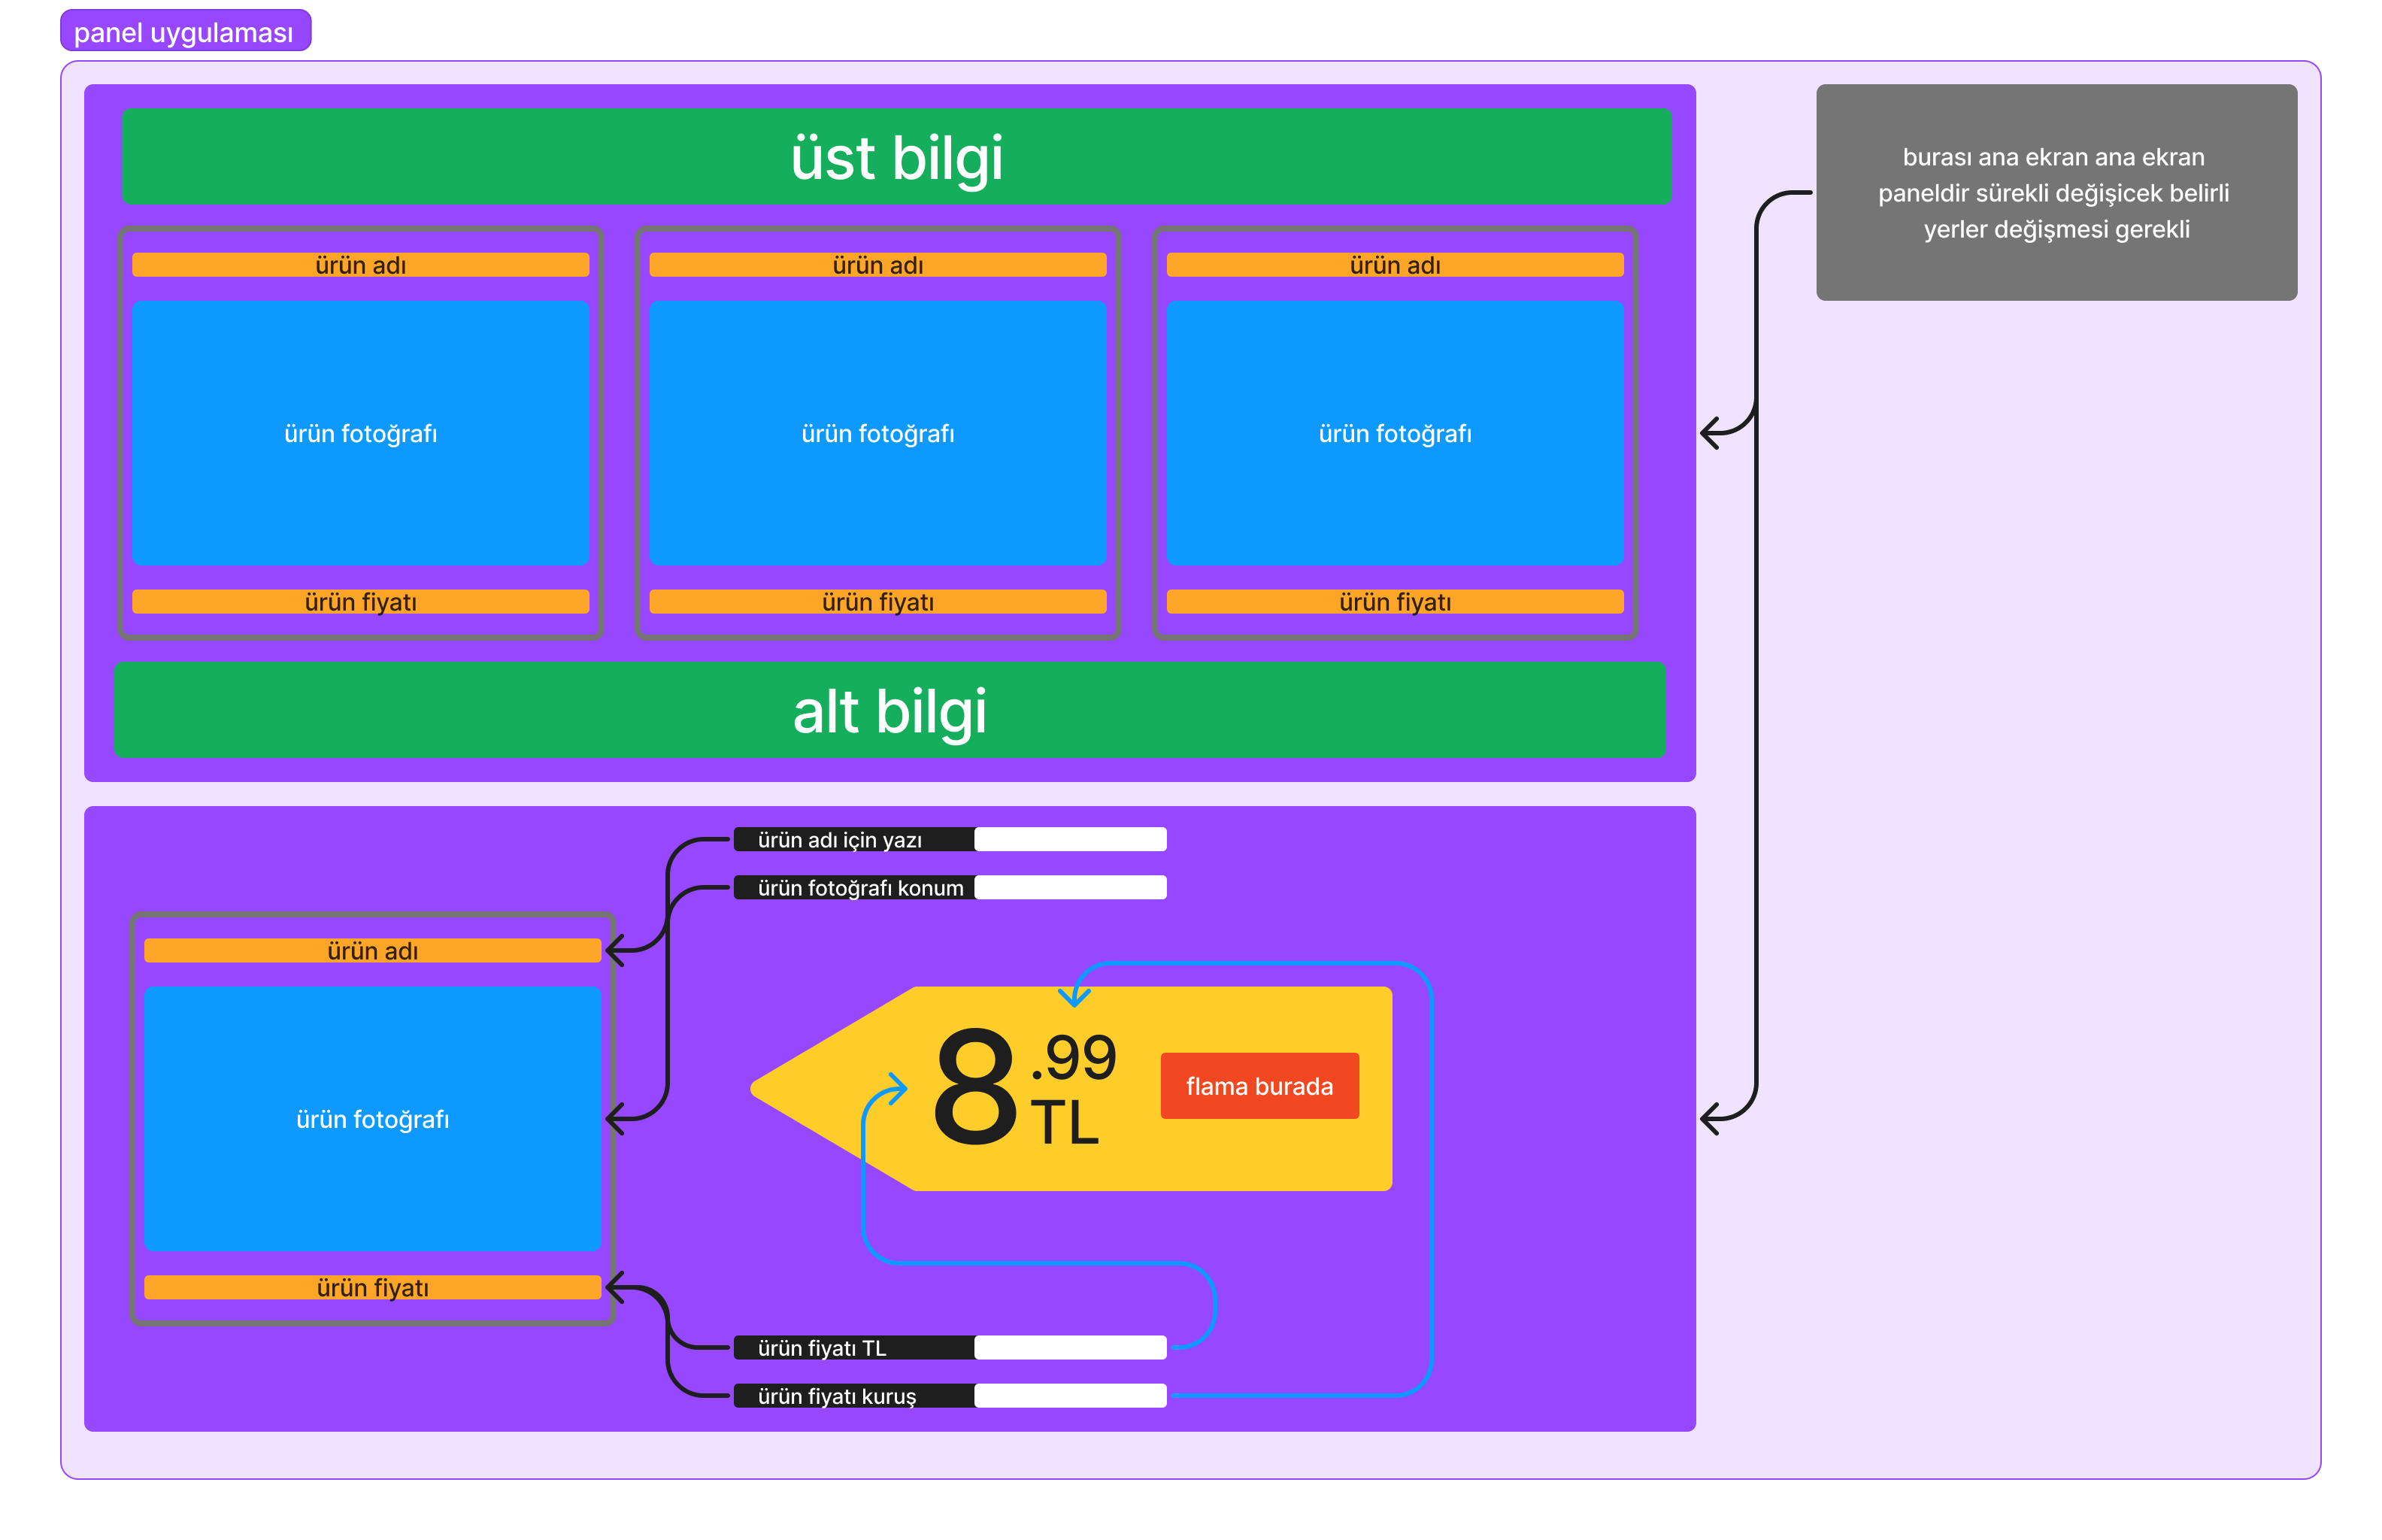 panel uygulaması
üst bilgi
burası ana ekran ana ekran
paneldir sürekli değişicek belirli
yerler değişmesi gerekli
ürün adı
ürün adı
ürün adı
ürün fotoğrafı
ürün fotoğrafı
ürün fotoğrafı
ürün fiyatı
ürün fiyatı
ürün fiyatı
alt bilgi
ürün adı için yazı
ürün fotoğrafı konum
ürün adı
ürün fotoğrafı
ürün fiyatı
8
.99
TL
flama burada
ürün fiyatı TL
ürün fiyatı kuruş